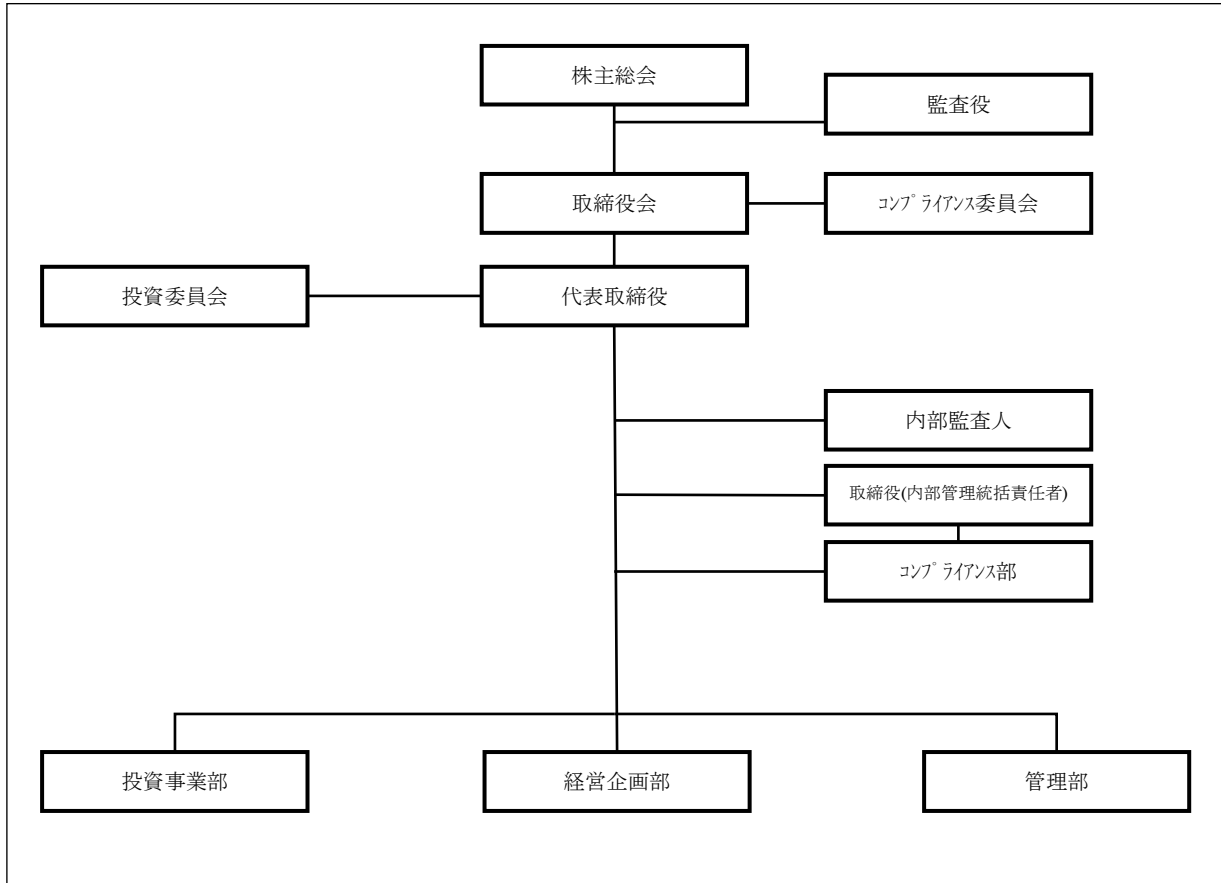 株主総会
監査役
取締役会
ｺﾝﾌﾟﾗｲｱﾝｽ委員会
投資委員会
代表取締役
内部監査人
取締役(内部管理統括責任者)
ｺﾝﾌﾟﾗｲｱﾝｽ部
投資事業部
経営企画部
管理部